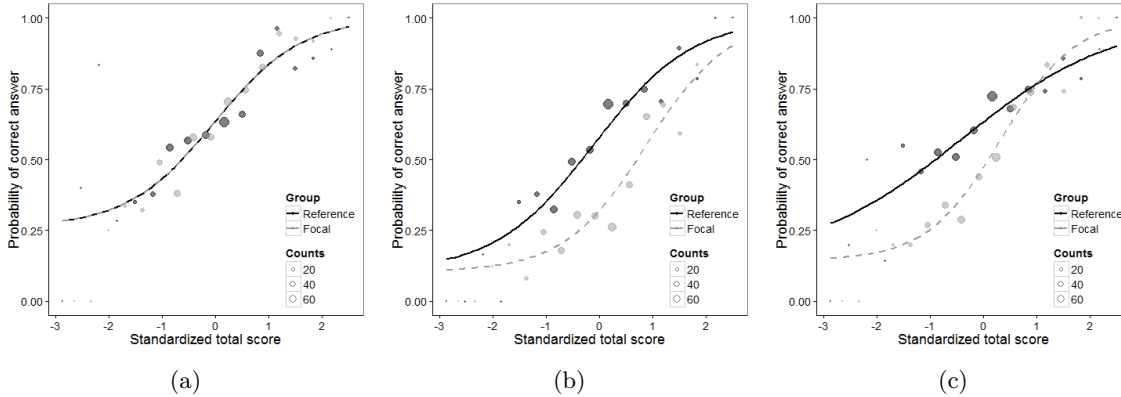 1.00
0.75
0.50
0.25
0.00
Probability of correct answer
-3 -2 -1 0 1 2
Standardized total score
Group
Reference
Focal
Counts
20
40
60
(a)
1.00
0.75
0.50
0.25
0.00
Probability of correct answer
-3 -2 -1 0 1 2
Standardized total score
Group
Reference
Focal
Counts
20
40
60
(b)
1.00
0.75
0.50
0.25
0.00
Probability of correct answer
-3 -2 -1 0 1 2
Standardized total score
Group
Reference
Focal
Counts
20
40
60
(c)